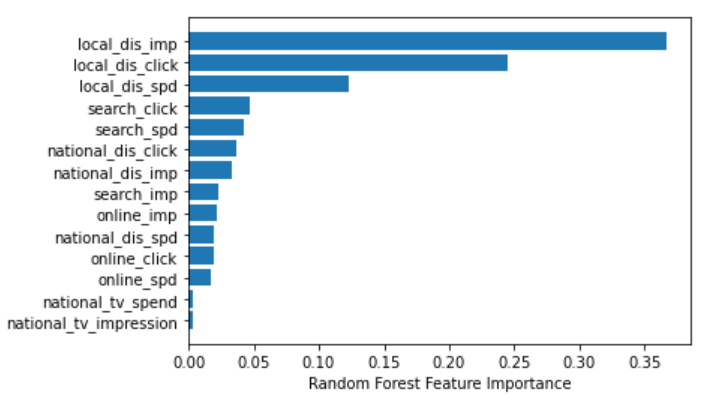 local_dis_imp
local_dis_click
local_dis_spd
search_click
search_spd
national_dis_click
national_dis_imp
search_imp
online_imp
national_dis_spd
online_click
online_spd
national_tv_spend
national_tv_impression
0.00 0.05 0.10 0.15 0.20 0.25 0.30 0.35
Random Forest Feature Importance